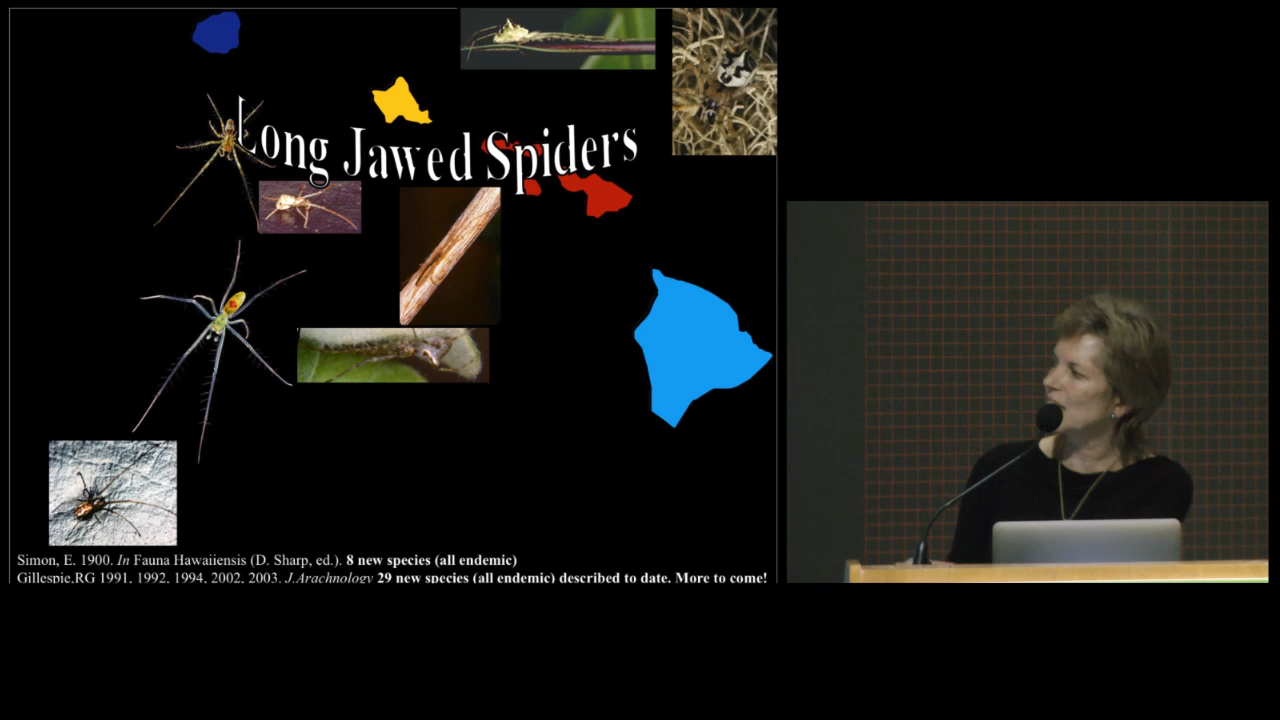 Long Jawed Spiders
Simon, E. 1900. In Fauna Hawaiiensis (D. Sharp, ed.). 8 new species (all endemic)
Gillespie,RG 1991, 1992, 1994, 2002, 2003. J.Arachnology 29 new species (all endemic) described to date. More to come!